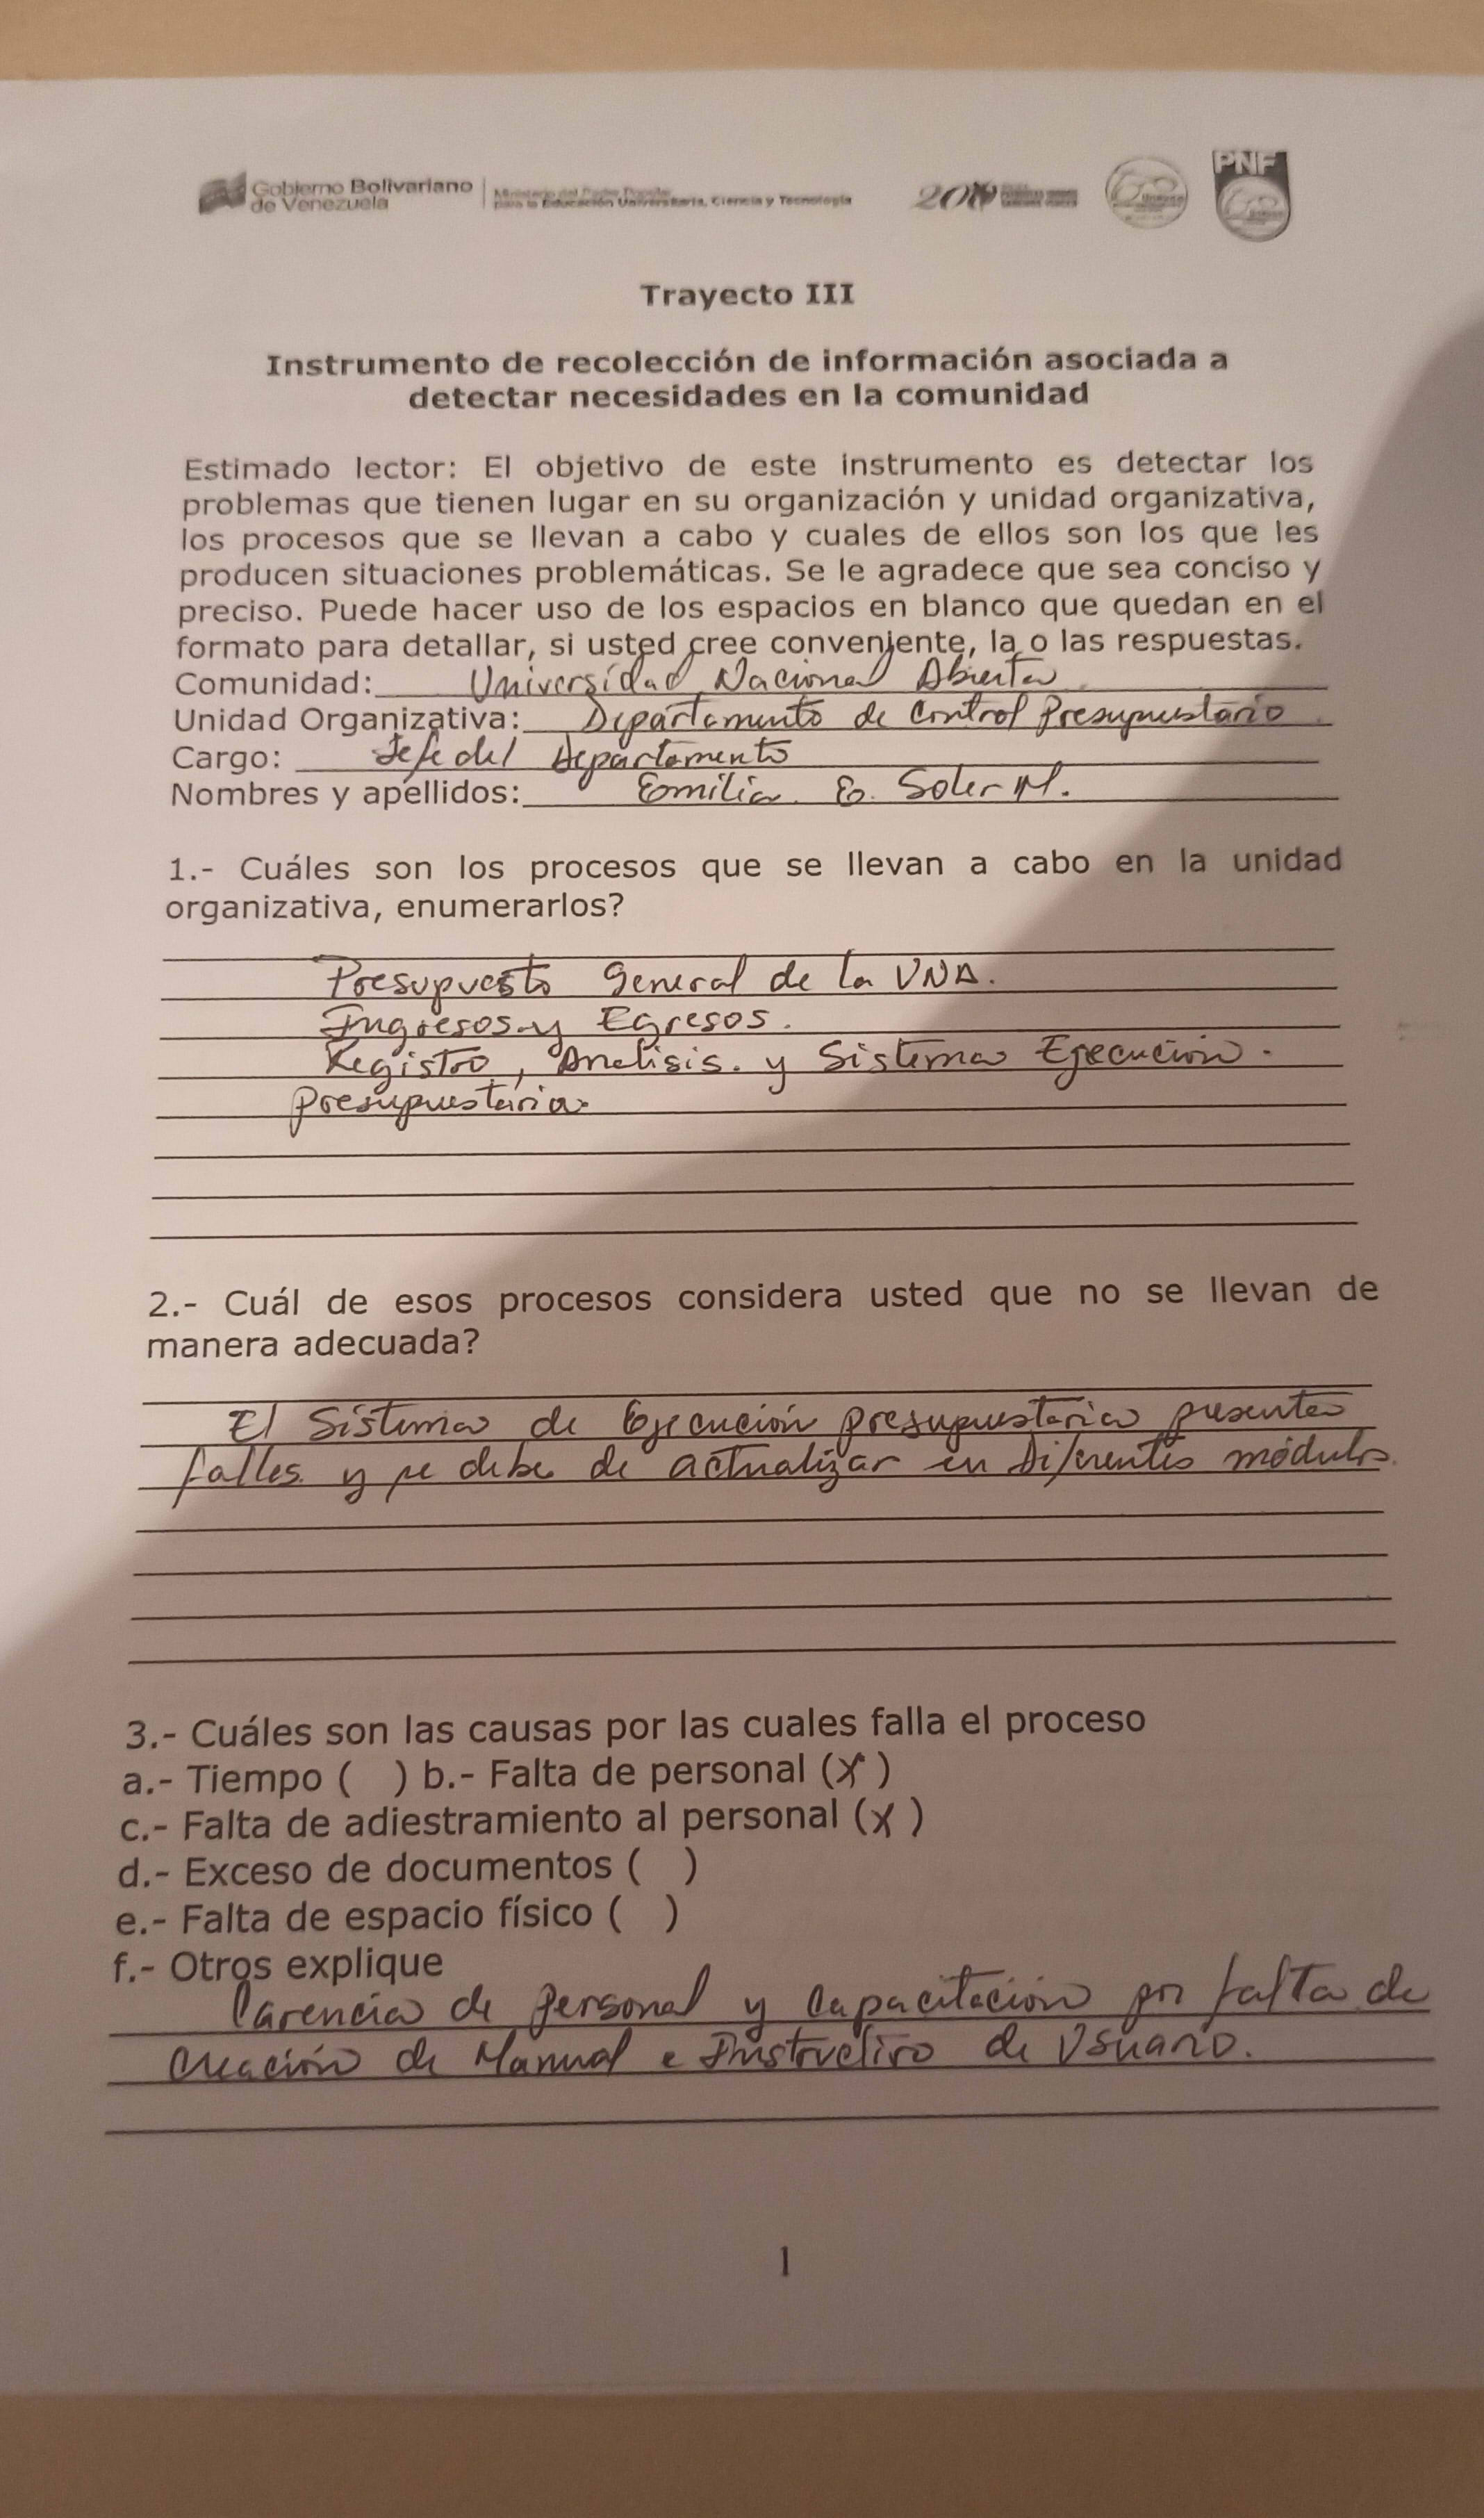 Gobierno Bolivariano
de Venezuela
Ministerio del Poder Popular
para la Educación Universitaria, Ciencia y Tecnología
200
PNF
Trayecto III
Instrumento de recolección de información asociada a
detectar necesidades en la comunidad
Estimado lector: El objetivo de este instrumento es detectar los
problemas que tienen lugar en su organización y unidad organizativa,
los procesos que se llevan a cabo y cuales de ellos son los que les
producen situaciones problemáticas. Se le agradece que sea conciso y
preciso. Puede hacer uso de los espacios en blanco que quedan en el
formato para detallar, si usted cree conveniente, la o las respuestas.
Comunidad: Universidad Nacional Abierta
Unidad Organizativa: Departamento de Control Presupuestario
Cargo: Jefe del Departamento
Nombres y apellidos: Emilia E. Soler M.
1.- Cuáles son los procesos que se llevan a cabo en la unidad
organizativa, enumerarlos?
Presupuesto General de la UNA.
Ingresos y Egresos.
Registro, Analisis. y Sistema Ejecución.
Presupuestaria.
2.- Cuál de esos procesos considera usted que no se llevan de
manera adecuada?
El Sistema de Ejecución presupuestaria presenta
falles. y se debe de actualizar en Diferentes módulos.
3.- Cuáles son las causas por las cuales falla el proceso
a.- Tiempo ( ) b.- Falta de personal (X)
c.- Falta de adiestramiento al personal (X)
d.- Exceso de documentos ( )
e.- Falta de espacio físico ( )
f.- Otros explique
Carencia de personal y Capacitación por falta de
creación de Manual e Instructivo de Usuario.
1